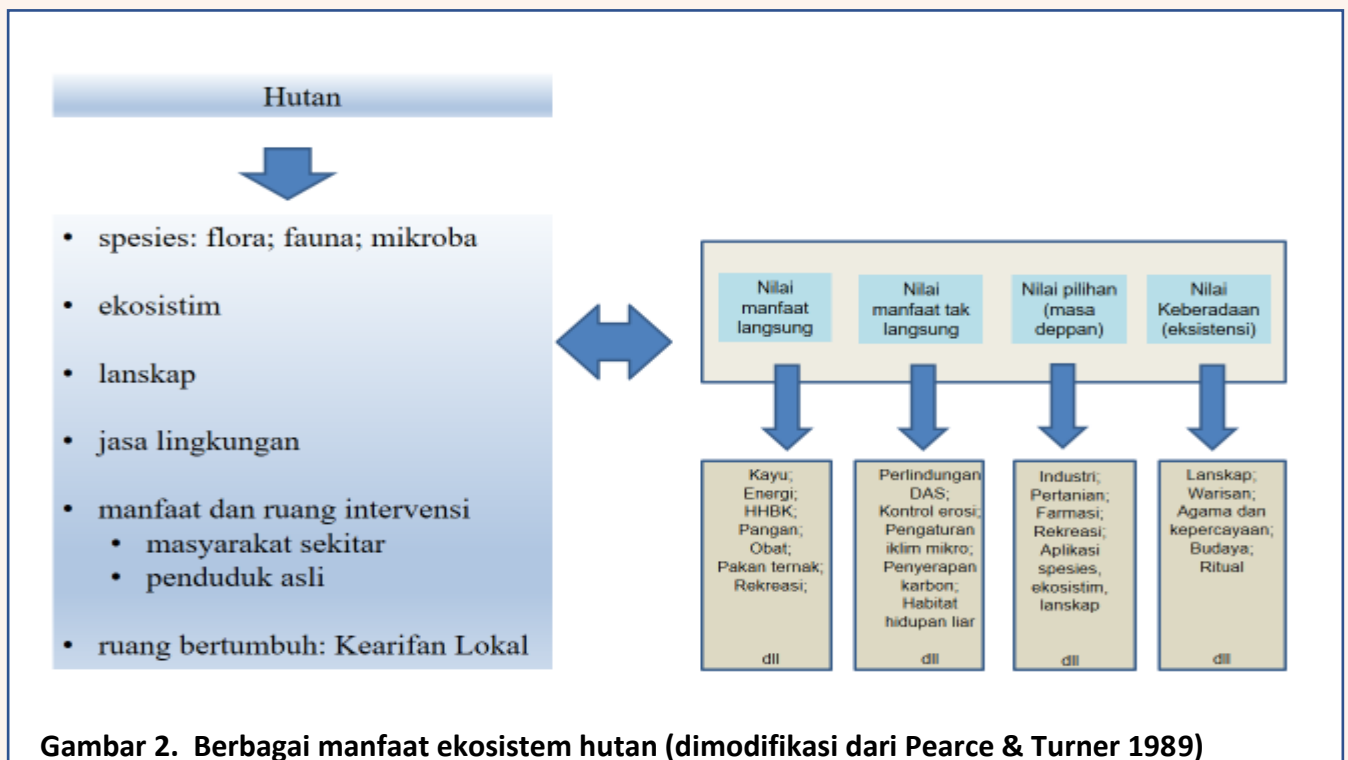 Hutan
• spesies: flora; fauna; mikroba
• ekosistim
• lanskap
• jasa lingkungan
• manfaat dan ruang intervensi
• masyarakat sekitar
• penduduk asli
• ruang bertumbuh: Kearifan Lokal
Nilai
manfaat
langsung
Nilai
manfaat tak
langsung
Nilai pilihan
(masa
deppan)
Nilai
Keberadaan
(eksistensi)
Kayu;
Energi;
HHBK;
Pangan;
Obat;
Pakan ternak;
Rekreasi;
dll
Perlindungan
DAS;
Kontrol erosi;
Pengaturan
iklim mikro;
Penyerapan
karbon;
Habitat
hidupan liar
dll
Industri;
Pertanian;
Farmasi;
Rekreasi;
Aplikasi
spesies,
ekosistim,
lanskap
dll
Lanskap;
Warisan;
Agama dan
kepercayaan;
Budaya;
Ritual
dll
Gambar 2. Berbagai manfaat ekosistem hutan (dimodifikasi dari Pearce & Turner 1989)